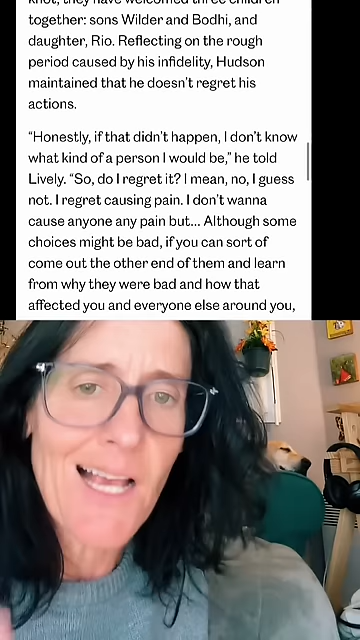 knot, they have welcomed three children
together: sons Wilder and Bodhi, and
daughter, Rio. Reflecting on the rough
period caused by his infidelity, Hudson
maintained that he doesn't regret his
actions.
“Honestly, if that didn't happen, I don't know
what kind of a person I would be,” he told
Lively. “So, do I regret it? I mean, no, I guess
not. I regret causing pain. I don't wanna
cause anyone any pain but... Although some
choices might be bad, if you can sort of
come out the other end of them and learn
from why they were bad and how that
affected you and everyone else around you,